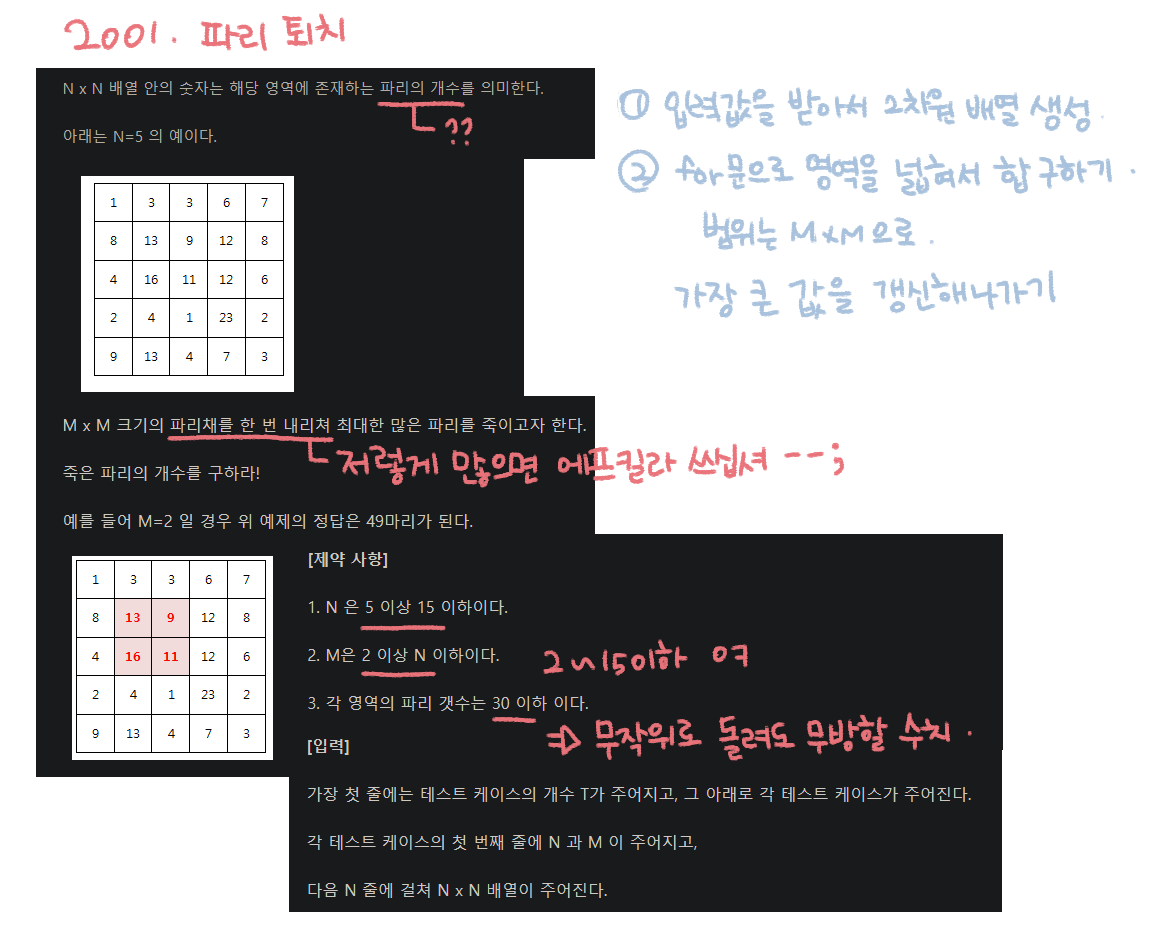 2001. 파리 퇴치
N x N 배열 안의 숫자는 해당 영역에 존재하는 파리의 개수를 의미한다.
??
아래는 N=5 의 예이다.
① 입력값을 받아서 2차원 배열 생성.
② for문으로 영역을 넓혀서 합 구하기.
범위는 MxM으로.
가장 큰 값을 갱신해나가기
1 3 3 6 7
8 13 9 12 8
4 16 11 12 6
2 4 1 23 2
9 13 4 7 3
M x M 크기의 파리채를 한 번 내리쳐 최대한 많은 파리를 죽이고자 한다.
저렇게 많으면 에프킬라 쓰십셔 --;
죽은 파리의 개수를 구하라!
예를 들어 M=2 일 경우 위 예제의 정답은 49마리가 된다.
1 3 3 6 7
8 13 9 12 8
4 16 11 12 6
2 4 1 23 2
9 13 4 7 3
[제약 사항]
1. N 은 5 이상 15 이하이다.
2. M은 2 이상 N 이하이다.
2~15이하
3. 각 영역의 파리 갯수는 30 이하 이다.
⇒ 무작위로 돌려도 무방할 수치.
[입력]
가장 첫 줄에는 테스트 케이스의 개수 T가 주어지고, 그 아래로 각 테스트 케이스가 주어진다.
각 테스트 케이스의 첫 번째 줄에 N 과 M 이 주어지고,
다음 N 줄에 걸쳐 N x N 배열이 주어진다.